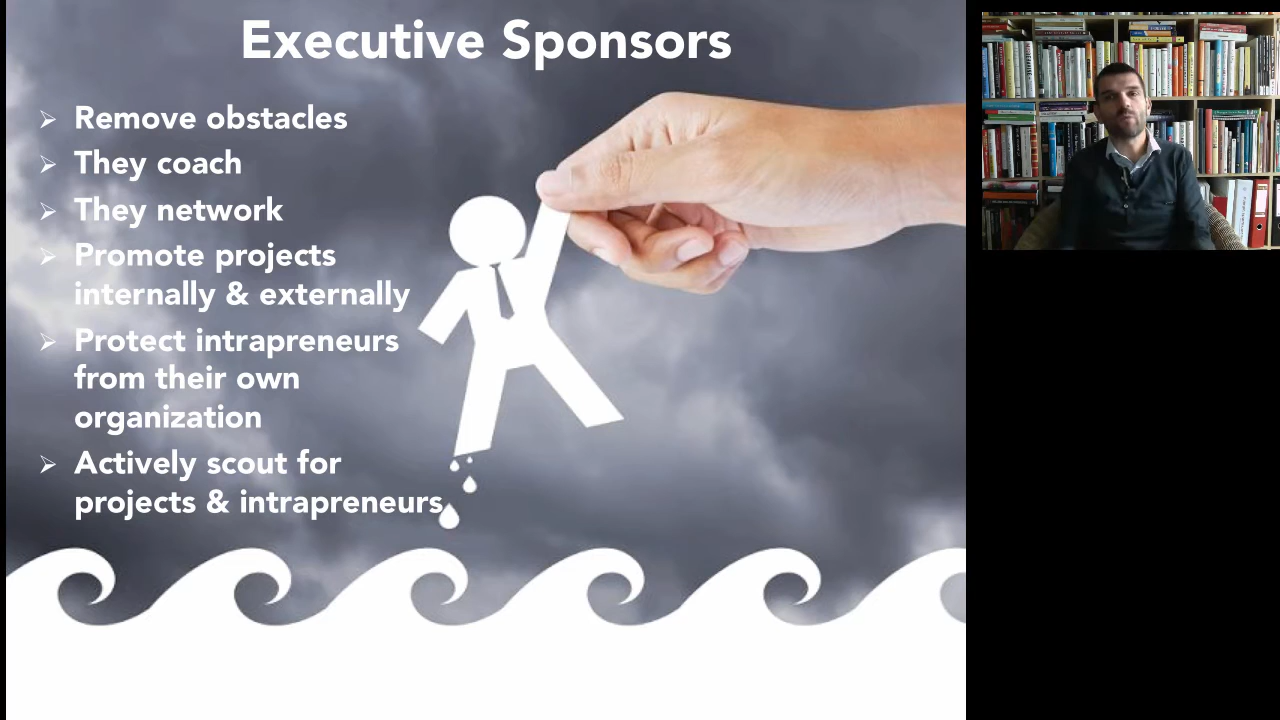 Executive Sponsors
Remove obstacles
They coach
They network
Promote projects
internally & externally
Protect intrapreneurs
from their own
organization
Actively scout for
projects & intrapreneurs